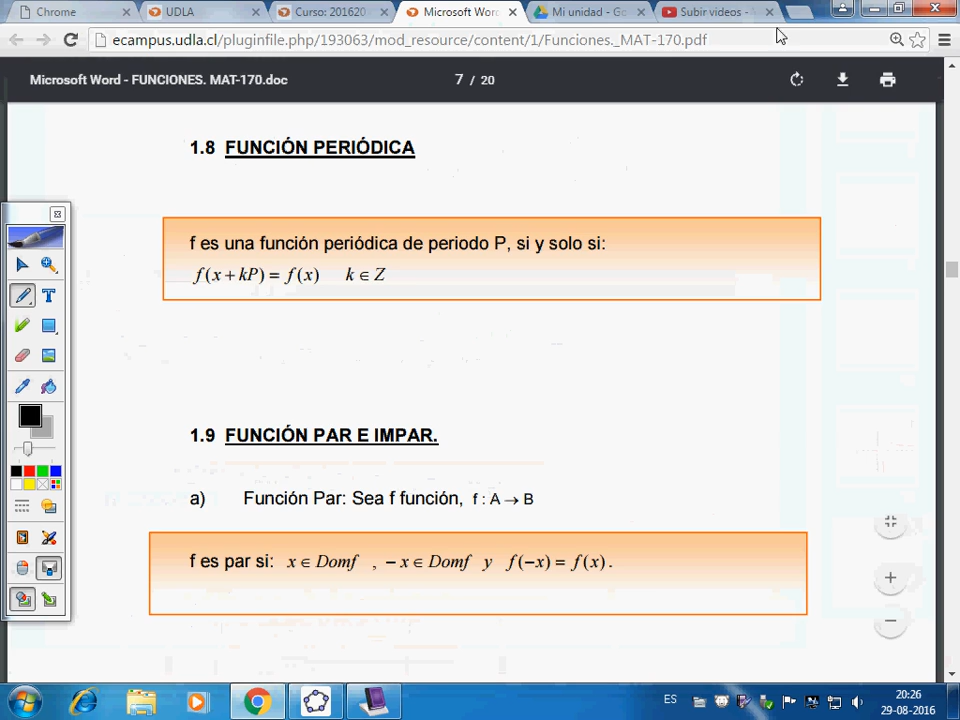 Chrome
UDLA
Curso: 201620
Microsoft Wor
Mi unidad - Go
Subir videos -
ecampus.udla.cl/pluginfile.php/193063/mod_resource/content/1/Funciones._MAT-170.pdf
Microsoft Word - FUNCIONES. MAT-170.doc
7 / 20
1.8 FUNCIÓN PERIÓDICA
f es una función periódica de periodo P, si y solo si:
f(x + kP) = f(x) k ∈ Z
1.9 FUNCIÓN PAR E IMPAR.
a) Función Par: Sea f función, f : A → B
f es par si: x ∈ Domf , − x ∈ Domf y f(−x) = f(x).
T
ES
20:26
29-08-2016